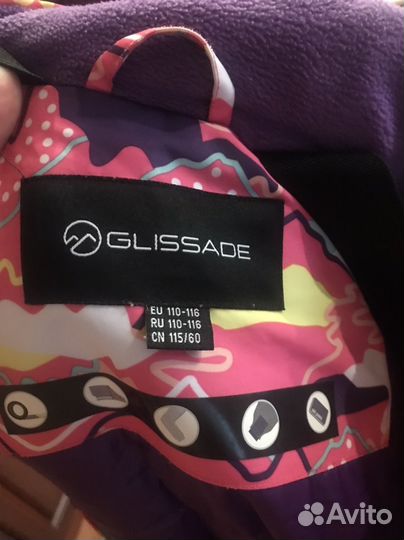 GLISSADE
EU 110-116
RU 110-116
CN 115/60
Avito